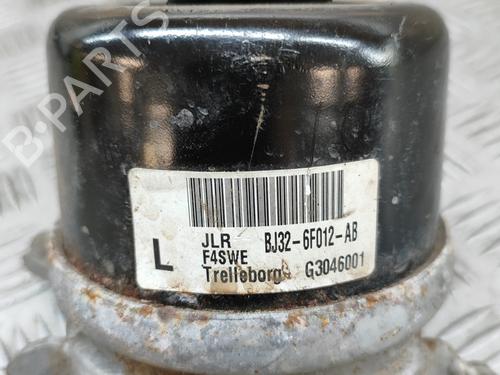 B-PARTS
L
JLR BJ32-6F012-AB
F4SWE
Trelleborg G3046001